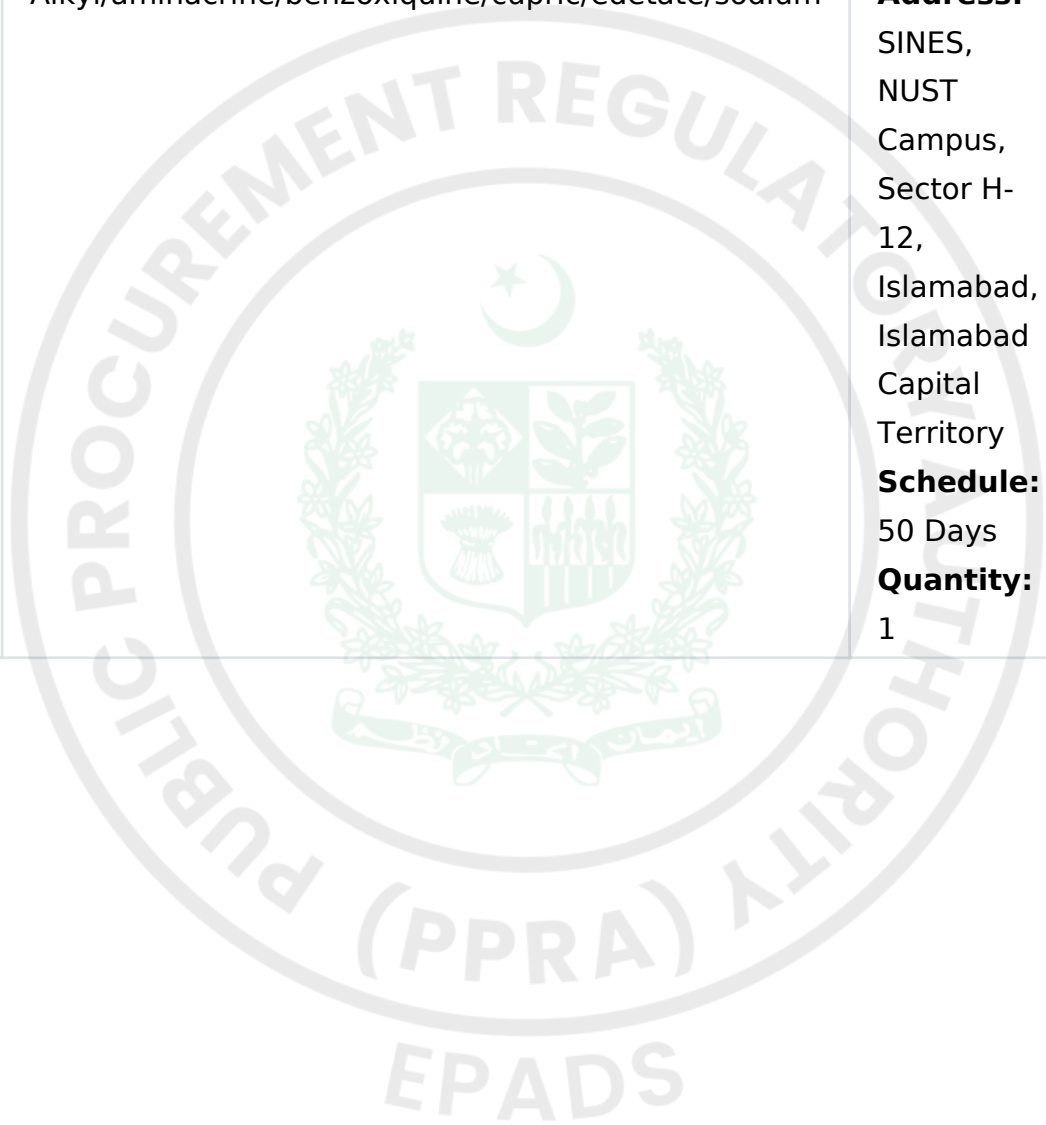 Alkyl/aminacrine/benzoxiquine/cupric/edetate/sodium
Address:
SINES,
NUST
Campus,
Sector H-
12,
Islamabad,
Islamabad
Capital
Territory
Schedule:
50 Days
Quantity:
1
PUBLIC PROCUREMENT REGULATORY AUTHORITY
(PPRA)
EPADS